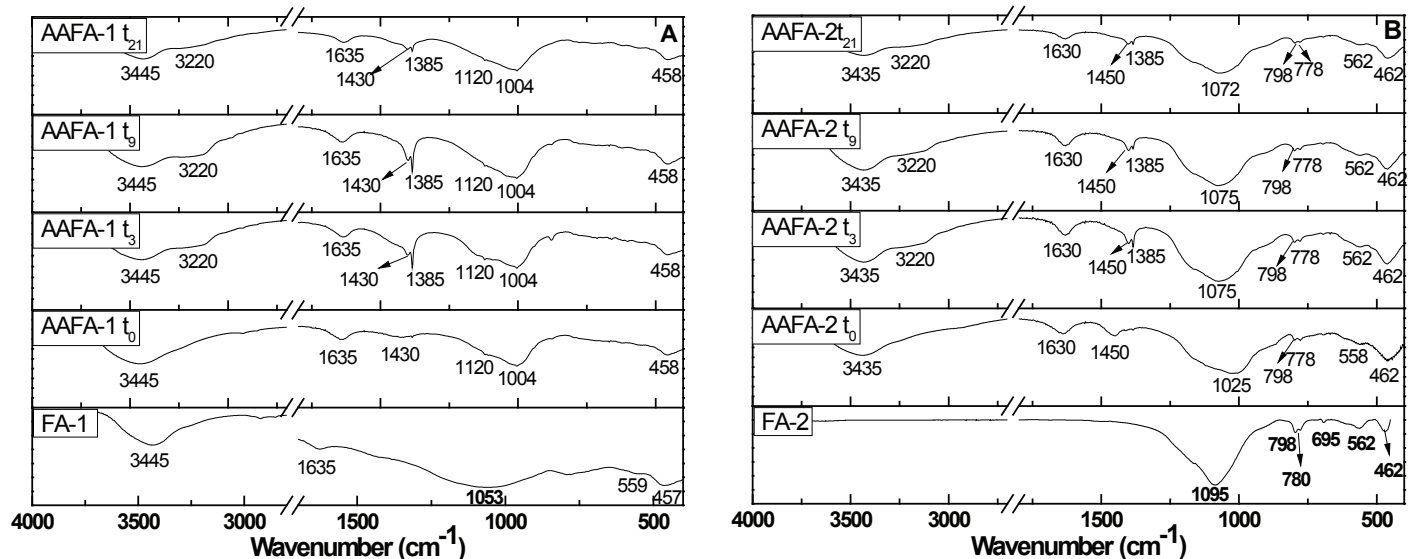 A
AAFA-1 t21
3445 3220 1635 1430 1385 1120 1004 458
AAFA-1 t9
3445 3220 1635 1430 1385 1120 1004 458
AAFA-1 t3
3445 3220 1635 1430 1385 1120 1004 458
AAFA-1 t0
3445 1635 1430 1120 1004 458
FA-1
3445 1635 1053 559 457
4000 3500 3000 1500 1000 500
Wavenumber (cm-1)
B
AAFA-2t21
3435 3220 1630 1450 1385 1072 798 778 562 462
AAFA-2 t9
3435 3220 1630 1450 1385 1075 798 778 562 462
AAFA-2 t3
3435 3220 1630 1450 1385 1075 798 778 562 462
AAFA-2 t0
3435 1630 1450 1025 798 778 558 462
FA-2
1095 798 780 695 562 462
4000 3500 3000 1500 1000 500
Wavenumber (cm-1)